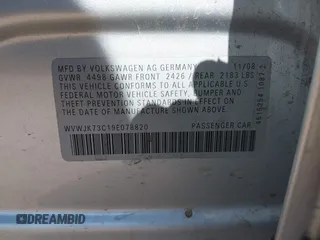 MFD BY VOLKSWAGEN AG GERMANY 11/08
GVWR 4498 GAWR FRONT 2426 /REAR 2183 LBS
THIS VEHICLE CONFORMS TO ALL APPLICABLE U.S
FEDERAL MOTOR VEHICLE SAFETY, BUMPER, AND
THEFT PREVENTION STANDARDS IN EFFECT ON THE
DATE OF MANUFACTURE SHOWN ABOVE.
WVWJK73C19E078820 PASSENGER CAR
DREAMBID